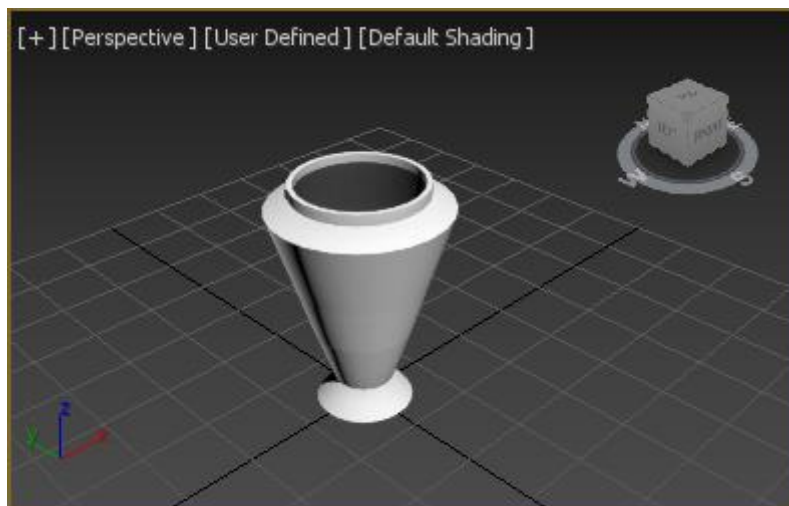 [+] [Perspective ] [User Defined ] [Default Shading ]
z
y
x